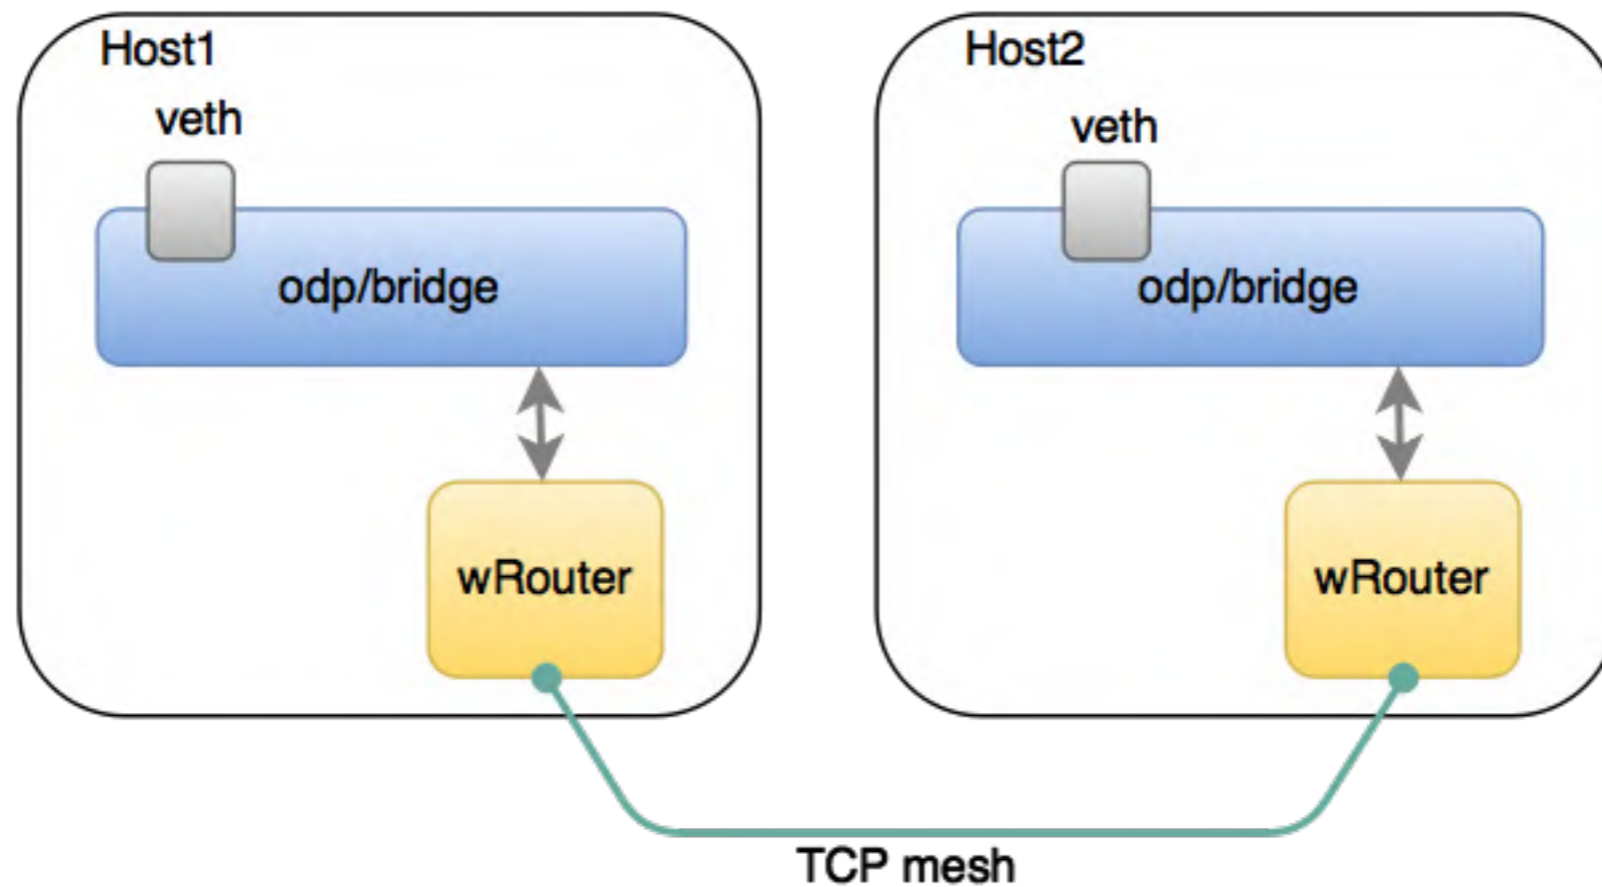 Host1
veth
odp/bridge
wRouter
Host2
veth
odp/bridge
wRouter
TCP mesh